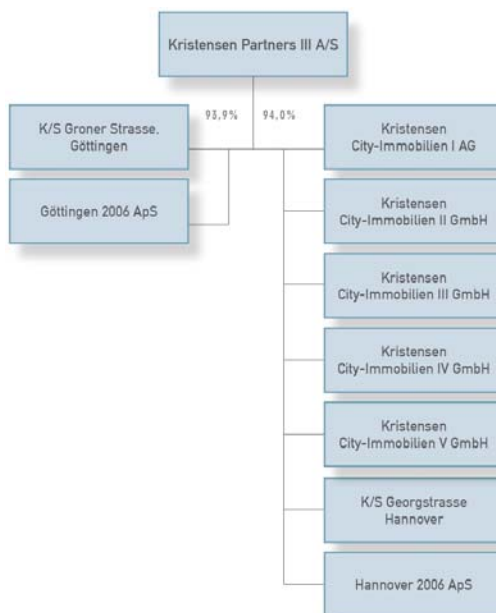 Kristensen Partners III A/S
93,9%
94,0%
K/S Groner Strasse,
Göttingen
Göttingen 2006 ApS
Kristensen
City-Immobilien I AG
Kristensen
City-Immobilien II GmbH
Kristensen
City-Immobilien III GmbH
Kristensen
City-Immobilien IV GmbH
Kristensen
City-Immobilien V GmbH
K/S Georgstrasse
Hannover
Hannover 2006 ApS